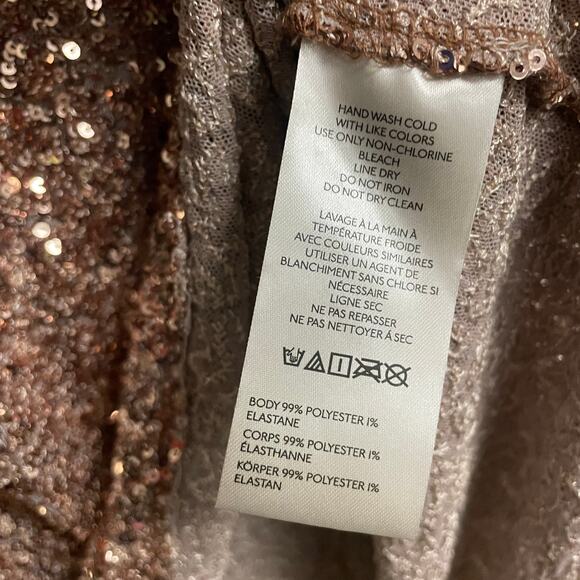 HAND WASH COLD
WITH LIKE COLORS
USE ONLY NON-CHLORINE
BLEACH
LINE DRY
DO NOT IRON
DO NOT DRY CLEAN
LAVAGE À LA MAIN À
TEMPÉRATURE FROIDE
AVEC COULEURS SIMILAIRES
UTILISER UN AGENT DE
BLANCHIMENT SANS CHLORE SI
NÉCESSAIRE
LIGNE SEC
NE PAS REPASSER
NE PAS NETTOYER À SEC
BODY 99% POLYESTER 1%
ELASTANE
CORPS 99% POLYESTER 1%
ÉLASTHANNE
KÖRPER 99% POLYESTER 1%
ELASTAN